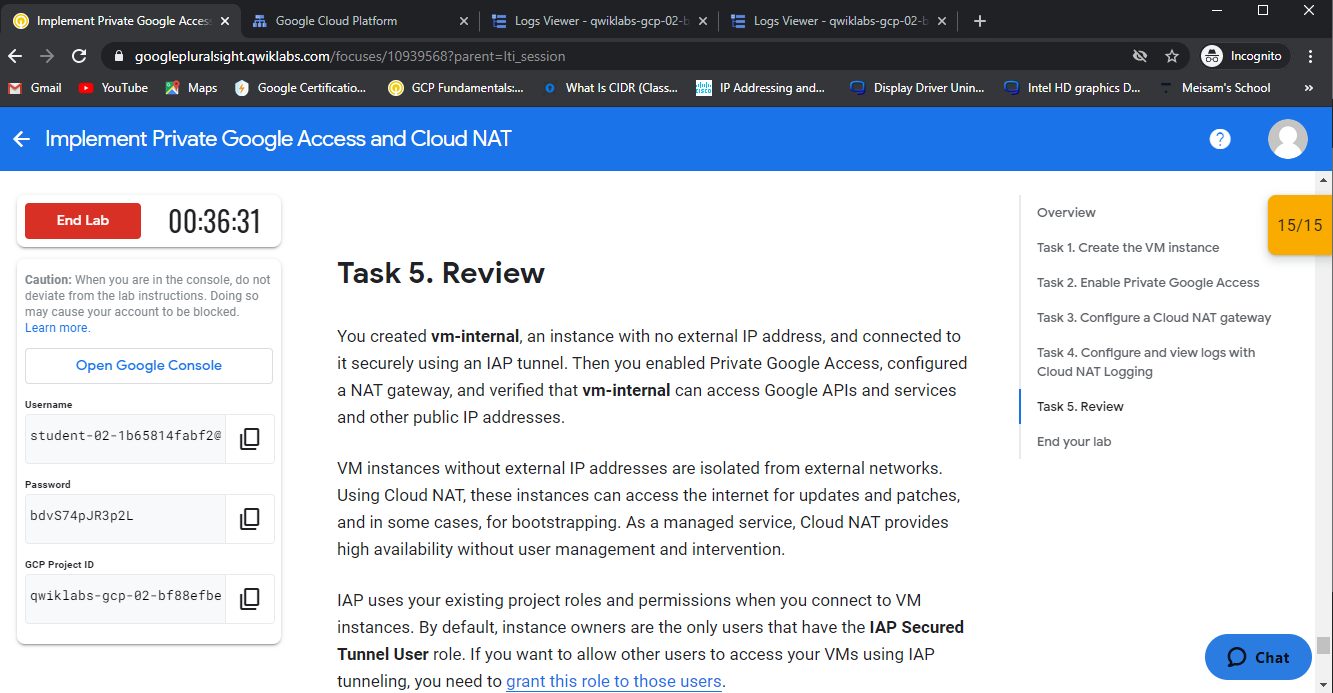 Implement Private Google Acces
Google Cloud Platform
Logs Viewer - qwiklabs-gcp-02-b
Logs Viewer - qwiklabs-gcp-02-b
googlepluralsight.qwiklabs.com/focuses/10939568?parent=lti_session
Incognito
Gmail
YouTube
Maps
Google Certificatio...
GCP Fundamentals:...
What Is CIDR (Class...
IP Addressing and...
Display Driver Unin...
Intel HD graphics D...
Meisam's School
»
Implement Private Google Access and Cloud NAT
?
End Lab
00:36:31
Caution: When you are in the console, do not
deviate from the lab instructions. Doing so
may cause your account to be blocked.
Learn more.
Open Google Console
Username
student-02-1b65814fabf2@
Password
bdvS74pJR3p2L
GCP Project ID
qwiklabs-gcp-02-bf88efbe
Task 5. Review
You created vm-internal, an instance with no external IP address, and connected to
it securely using an IAP tunnel. Then you enabled Private Google Access, configured
a NAT gateway, and verified that vm-internal can access Google APIs and services
and other public IP addresses.
VM instances without external IP addresses are isolated from external networks.
Using Cloud NAT, these instances can access the internet for updates and patches,
and in some cases, for bootstrapping. As a managed service, Cloud NAT provides
high availability without user management and intervention.
IAP uses your existing project roles and permissions when you connect to VM
instances. By default, instance owners are the only users that have the IAP Secured
Tunnel User role. If you want to allow other users to access your VMs using IAP
tunneling, you need to grant this role to those users.
Overview
Task 1. Create the VM instance
Task 2. Enable Private Google Access
Task 3. Configure a Cloud NAT gateway
Task 4. Configure and view logs with
Cloud NAT Logging
Task 5. Review
End your lab
15/15
Chat